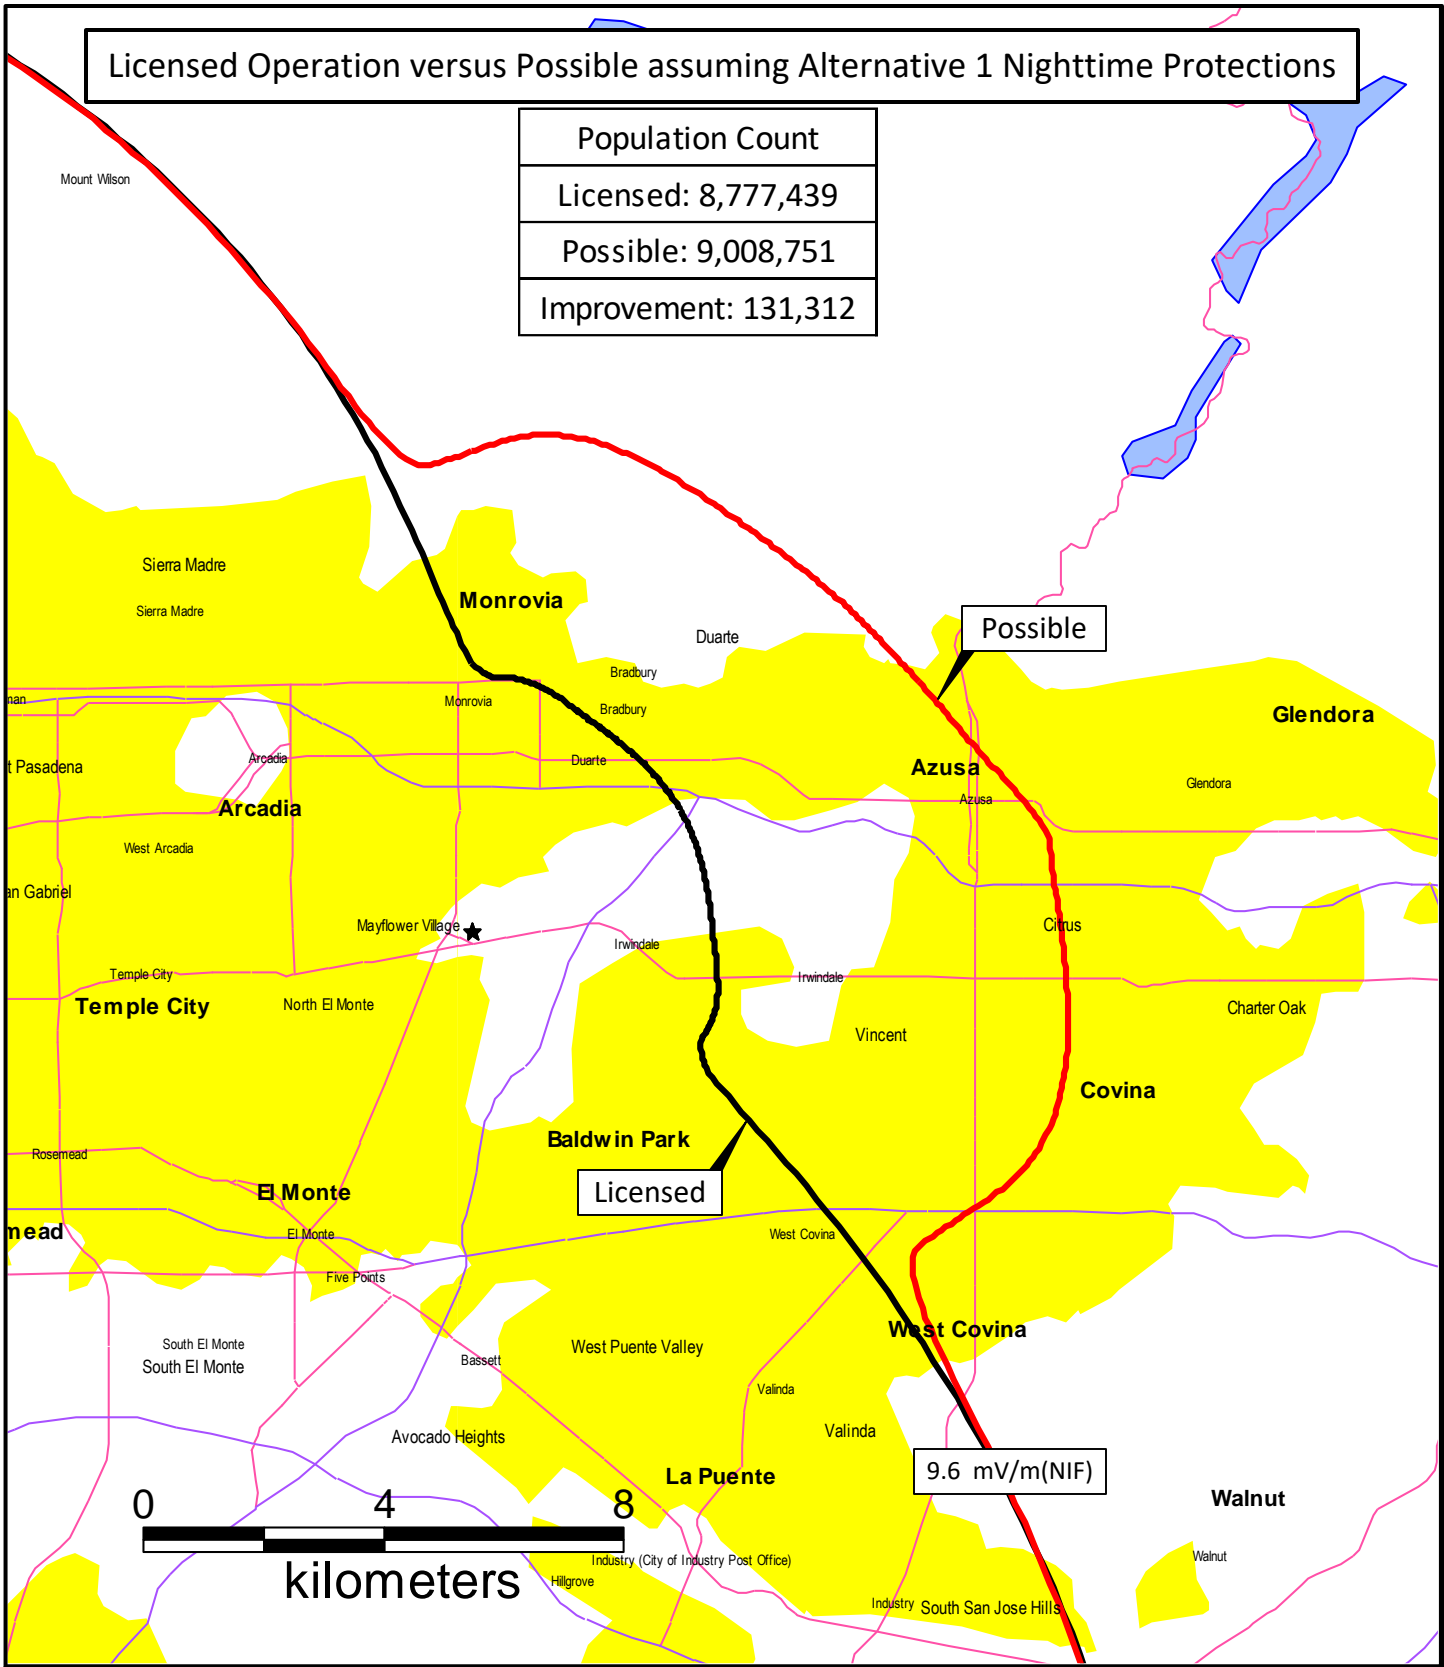 Licensed Operation versus Possible assuming Alternative 1 Nighttime Protections
Population Count
Licensed: 8,777,439
Possible: 9,008,751
Improvement: 131,312
Mount Wilson
Sierra Madre
Sierra Madre
Monrovia
Duarte
Possible
Bradbury
Monrovia
Bradbury
man
Glendora
t Pasadena
Arcadia
Duarte
Azusa
Glendora
Arcadia
Azusa
West Arcadia
an Gabriel
Mayflower Village
Citrus
Irwindale
Temple City
Irwindale
Temple City
North El Monte
Charter Oak
Vincent
Covina
Baldwin Park
Rosemead
El Monte
Licensed
mead
El Monte
West Covina
Five Points
West Covina
South El Monte
West Puente Valley
South El Monte
Bassett
Valinda
Avocado Heights
Valinda
La Puente
9.6 mV/m(NIF)
Walnut
0 4 8
kilometers
Industry (City of Industry Post Office)
Walnut
Hillgrove
Industry
South San Jose Hills